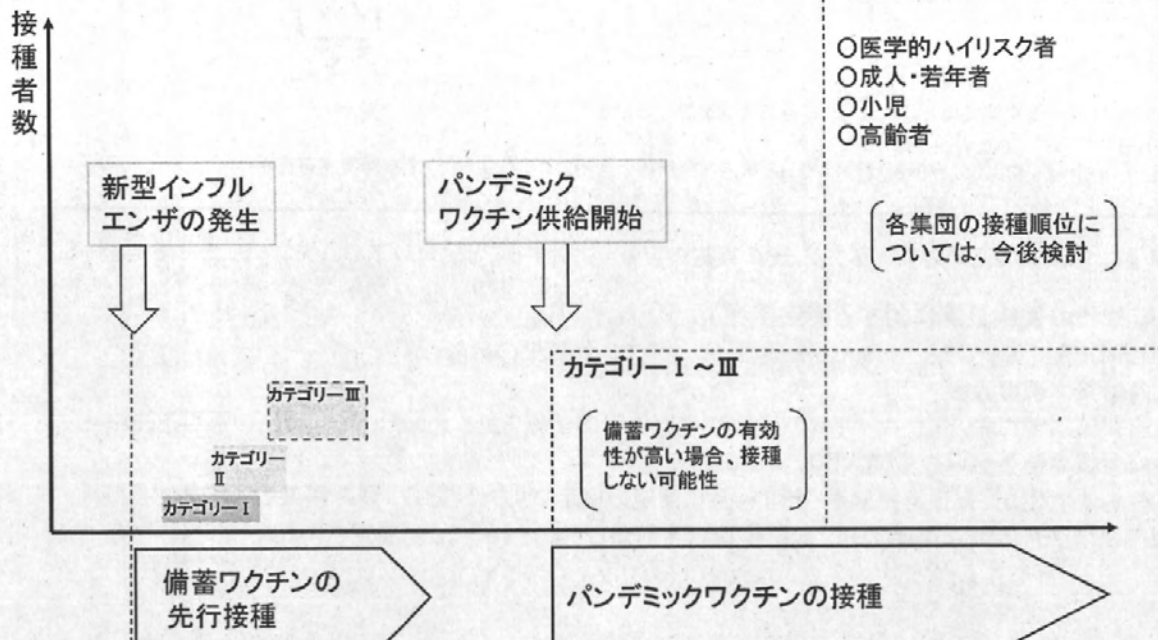 接種者数
○医学的ハイリスク者
○成人・若年者
○小児
○高齢者
新型インフル
エンザの発生
パンデミック
ワクチン供給開始
各集団の接種順位に
ついては、今後検討
カテゴリーⅠ～Ⅲ
カテゴリーⅢ
備蓄ワクチンの有効
性が高い場合、接種
しない可能性
カテゴリー
Ⅱ
カテゴリーⅠ
備蓄ワクチンの
先行接種
パンデミックワクチンの接種